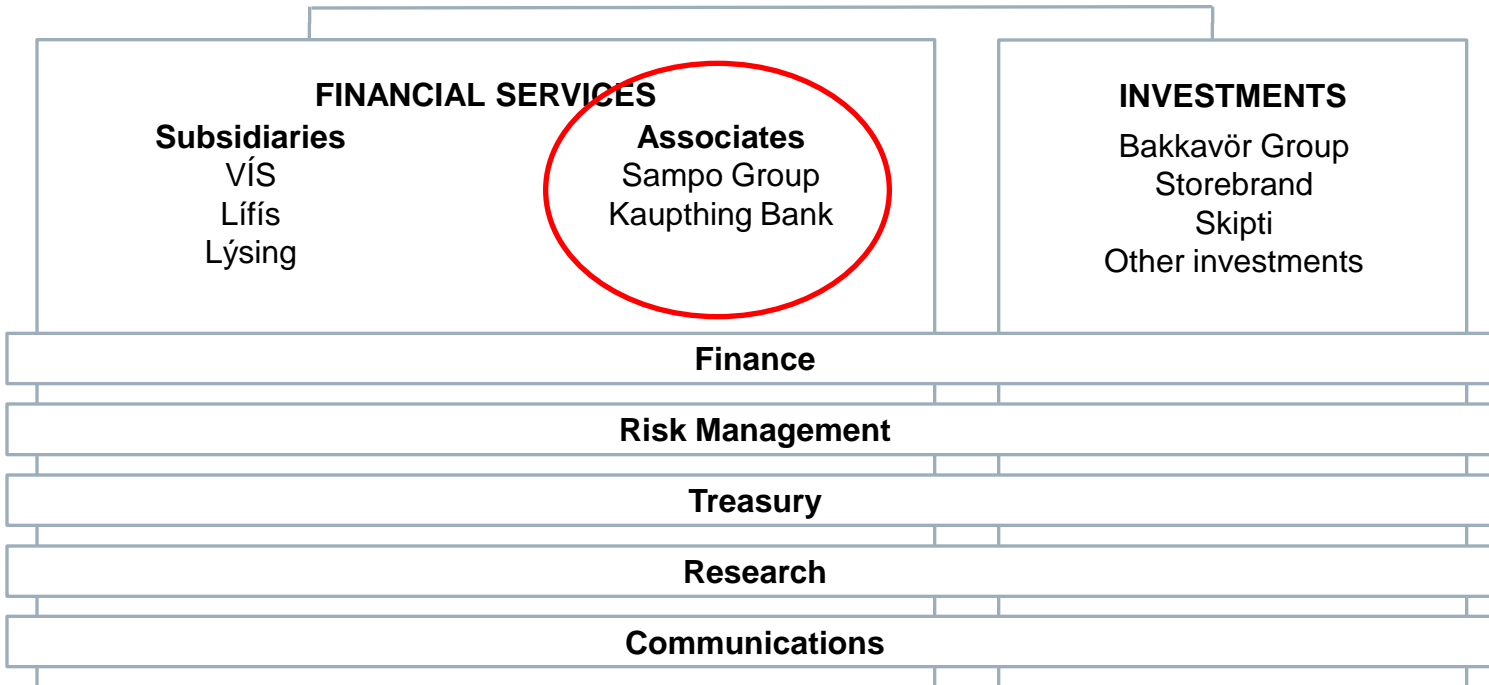 FINANCIAL SERVICES
Subsidiaries
VÍS
Lífís
Lýsing
Associates
Sampo Group
Kaupthing Bank
INVESTMENTS
Bakkavör Group
Storebrand
Skipti
Other investments
Finance
Risk Management
Treasury
Research
Communications